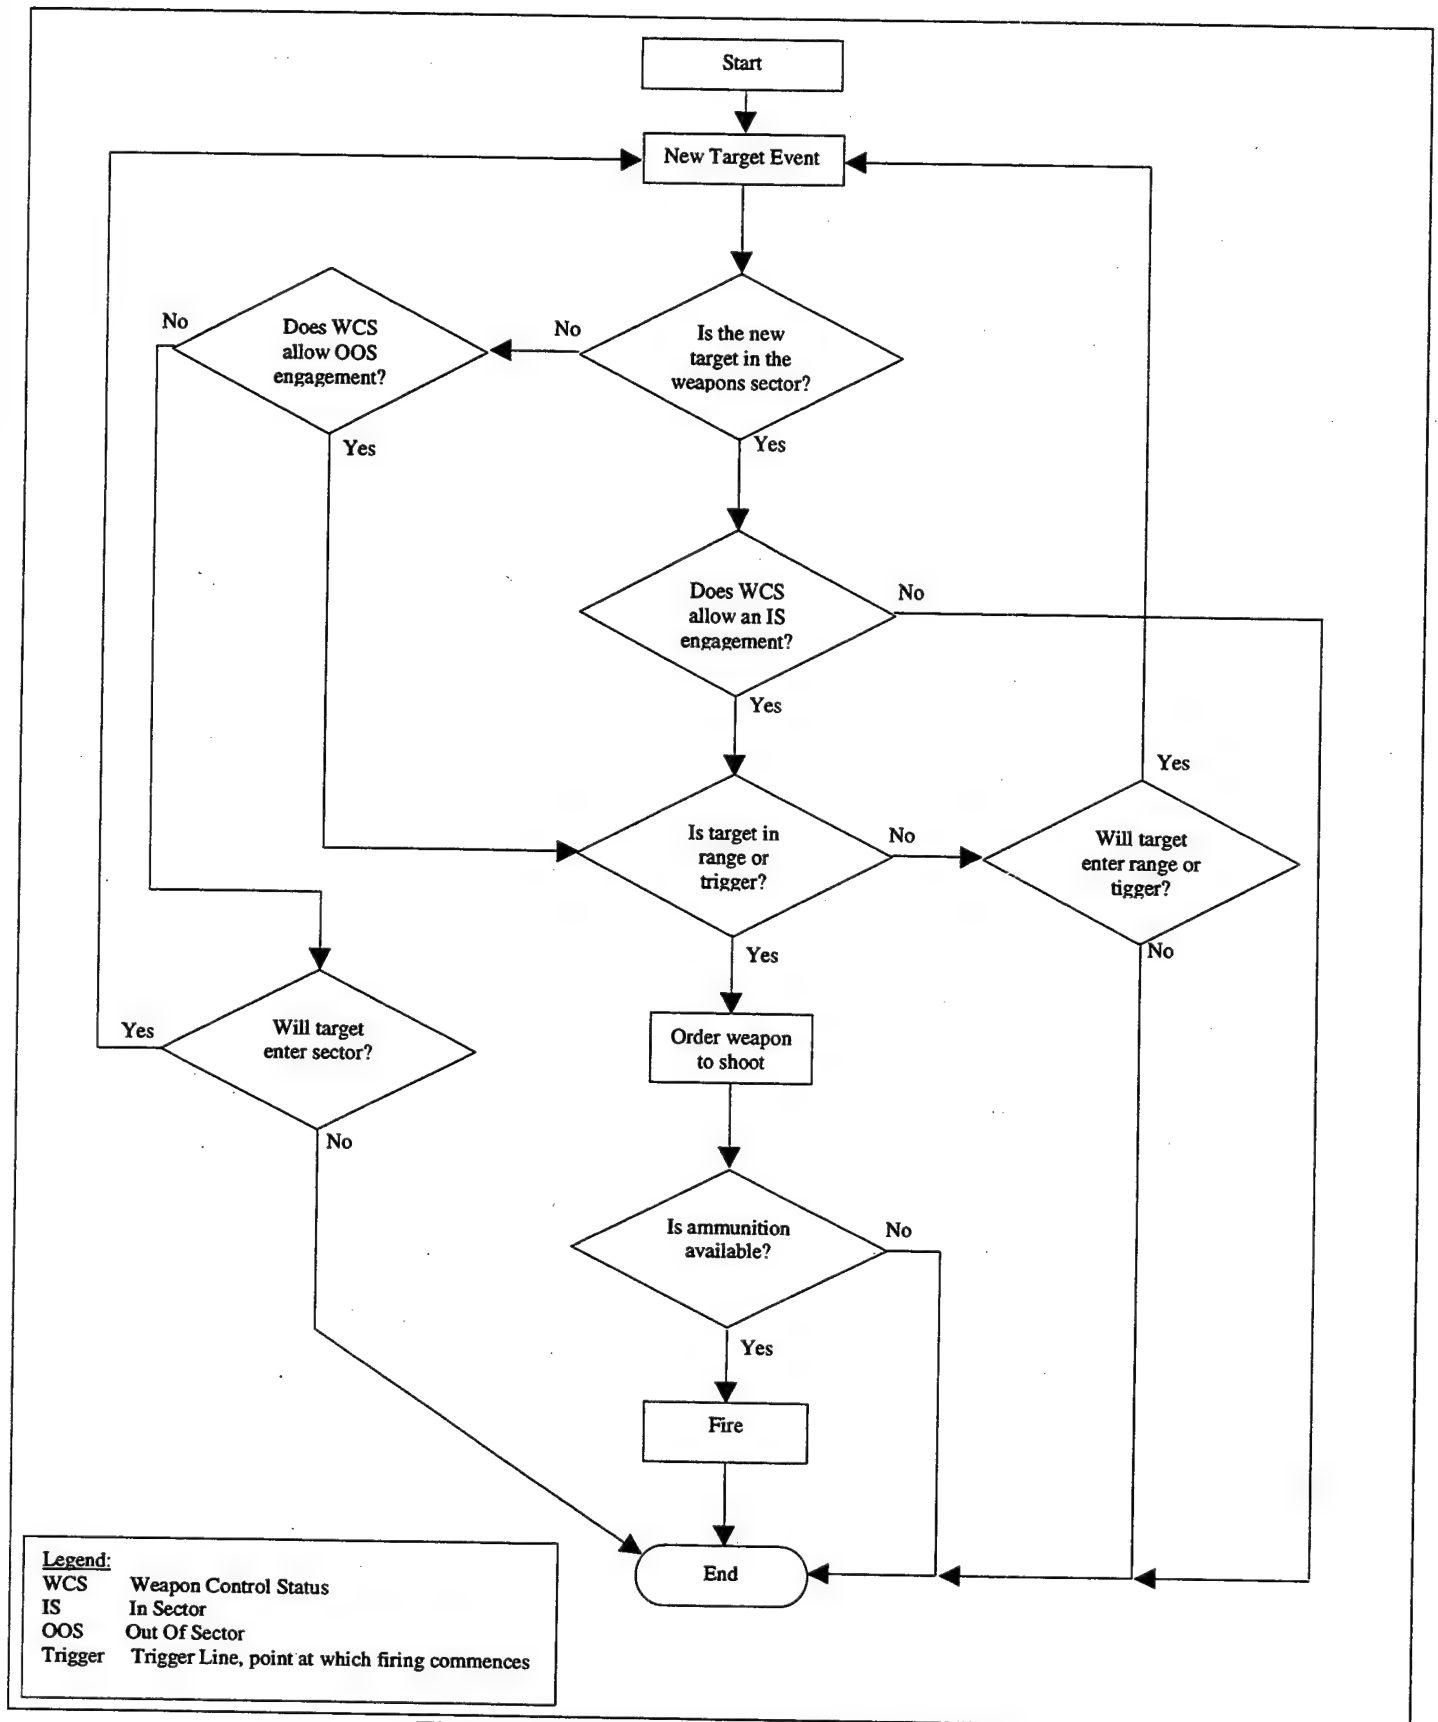 Start
New Target Event
No
Does WCS
allow OOS
engagement?
No
Is the new
target in the
weapons sector?
Yes
Yes
Does WCS
allow an IS
engagement?
No
Yes
Is target in
range or
trigger?
No
Yes
Will target
enter range or
tigger?
No
Yes
Order weapon
to shoot
Yes
Will target
enter sector?
No
Is ammunition
available?
No
Yes
Fire
End
Legend:
WCS Weapon Control Status
IS In Sector
OOS Out Of Sector
Trigger Trigger Line, point at which firing commences